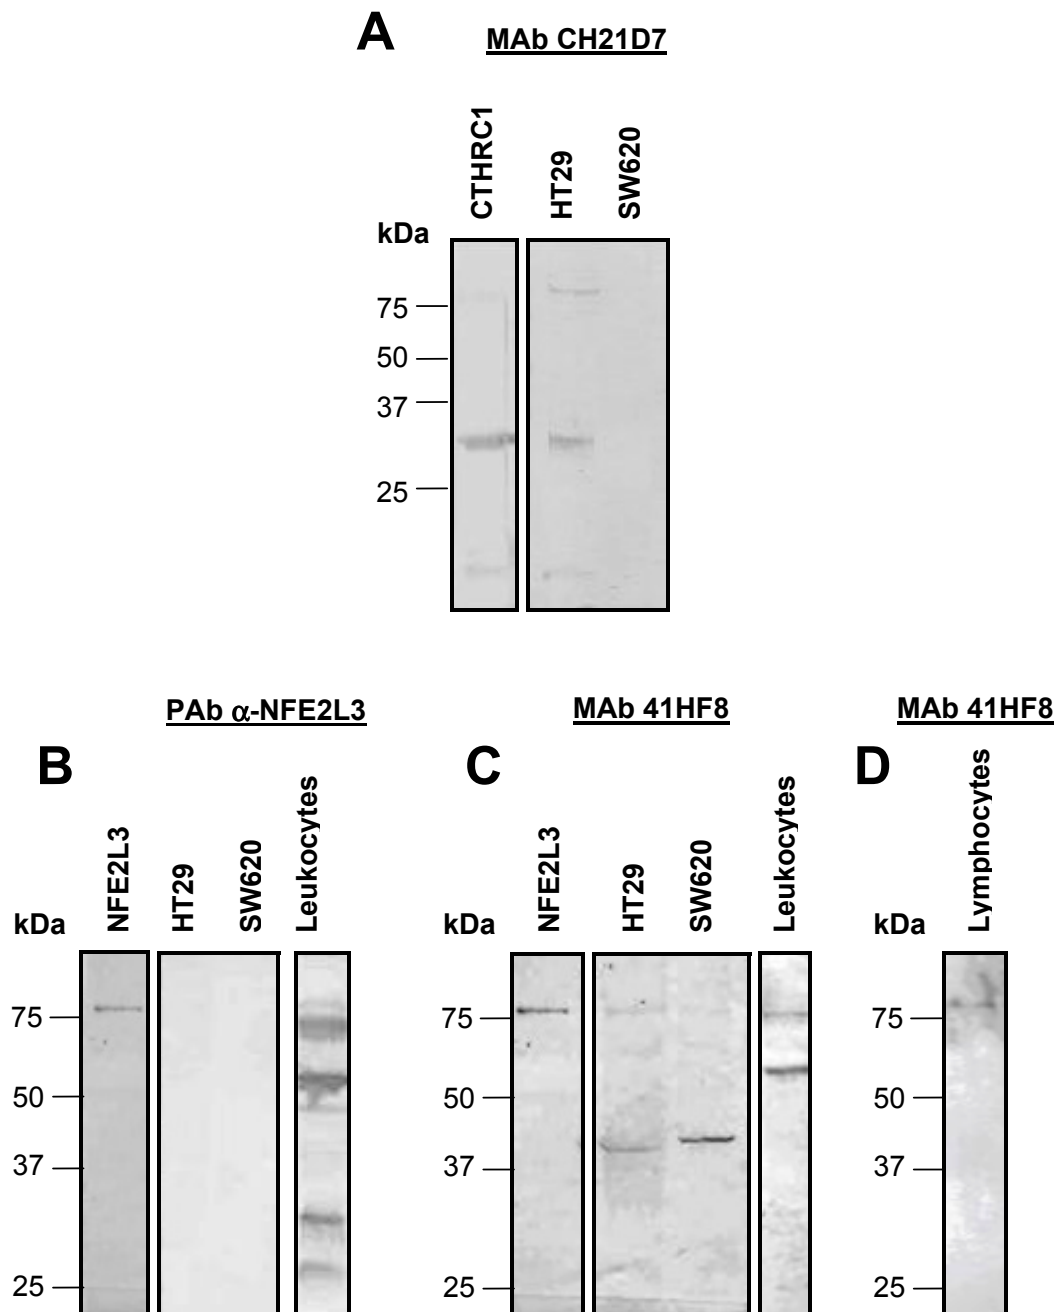 A
MAb CH21D7
CTHRC1
HT29
SW620
kDa
75
50
37
25
PAb α-NFE2L3
B
NFE2L3
HT29
SW620
Leukocytes
kDa
75
50
37
25
MAb 41HF8
C
NFE2L3
HT29
SW620
Leukocytes
kDa
75
50
37
25
MAb 41HF8
D
Lymphocytes
kDa
75
50
37
25